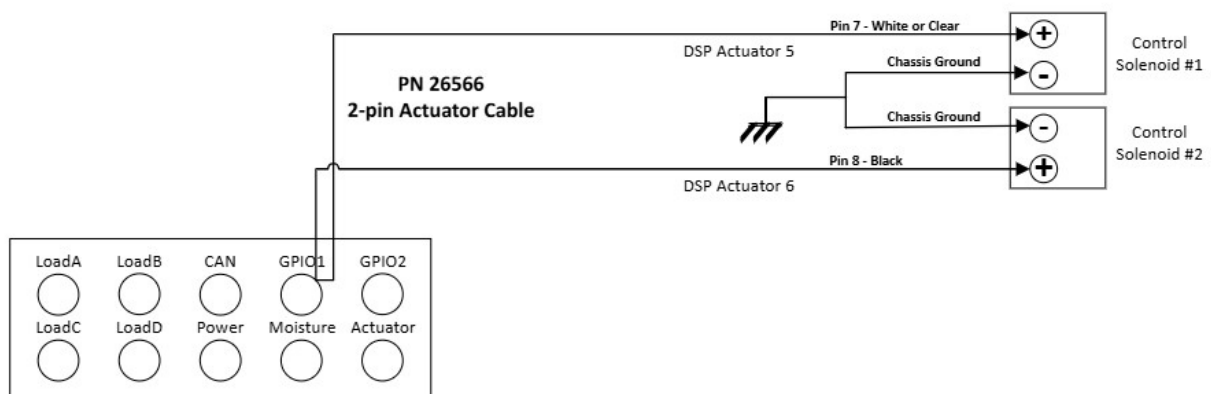 Pin 7 - White or Clear
DSP Actuator 5
Control
Solenoid #1
+
Chassis Ground
-
PN 26566
2-pin Actuator Cable
Chassis Ground
-
Control
Solenoid #2
Pin 8 - Black
+
DSP Actuator 6
LoadA LoadB CAN GPIO1 GPIO2
LoadC LoadD Power Moisture Actuator